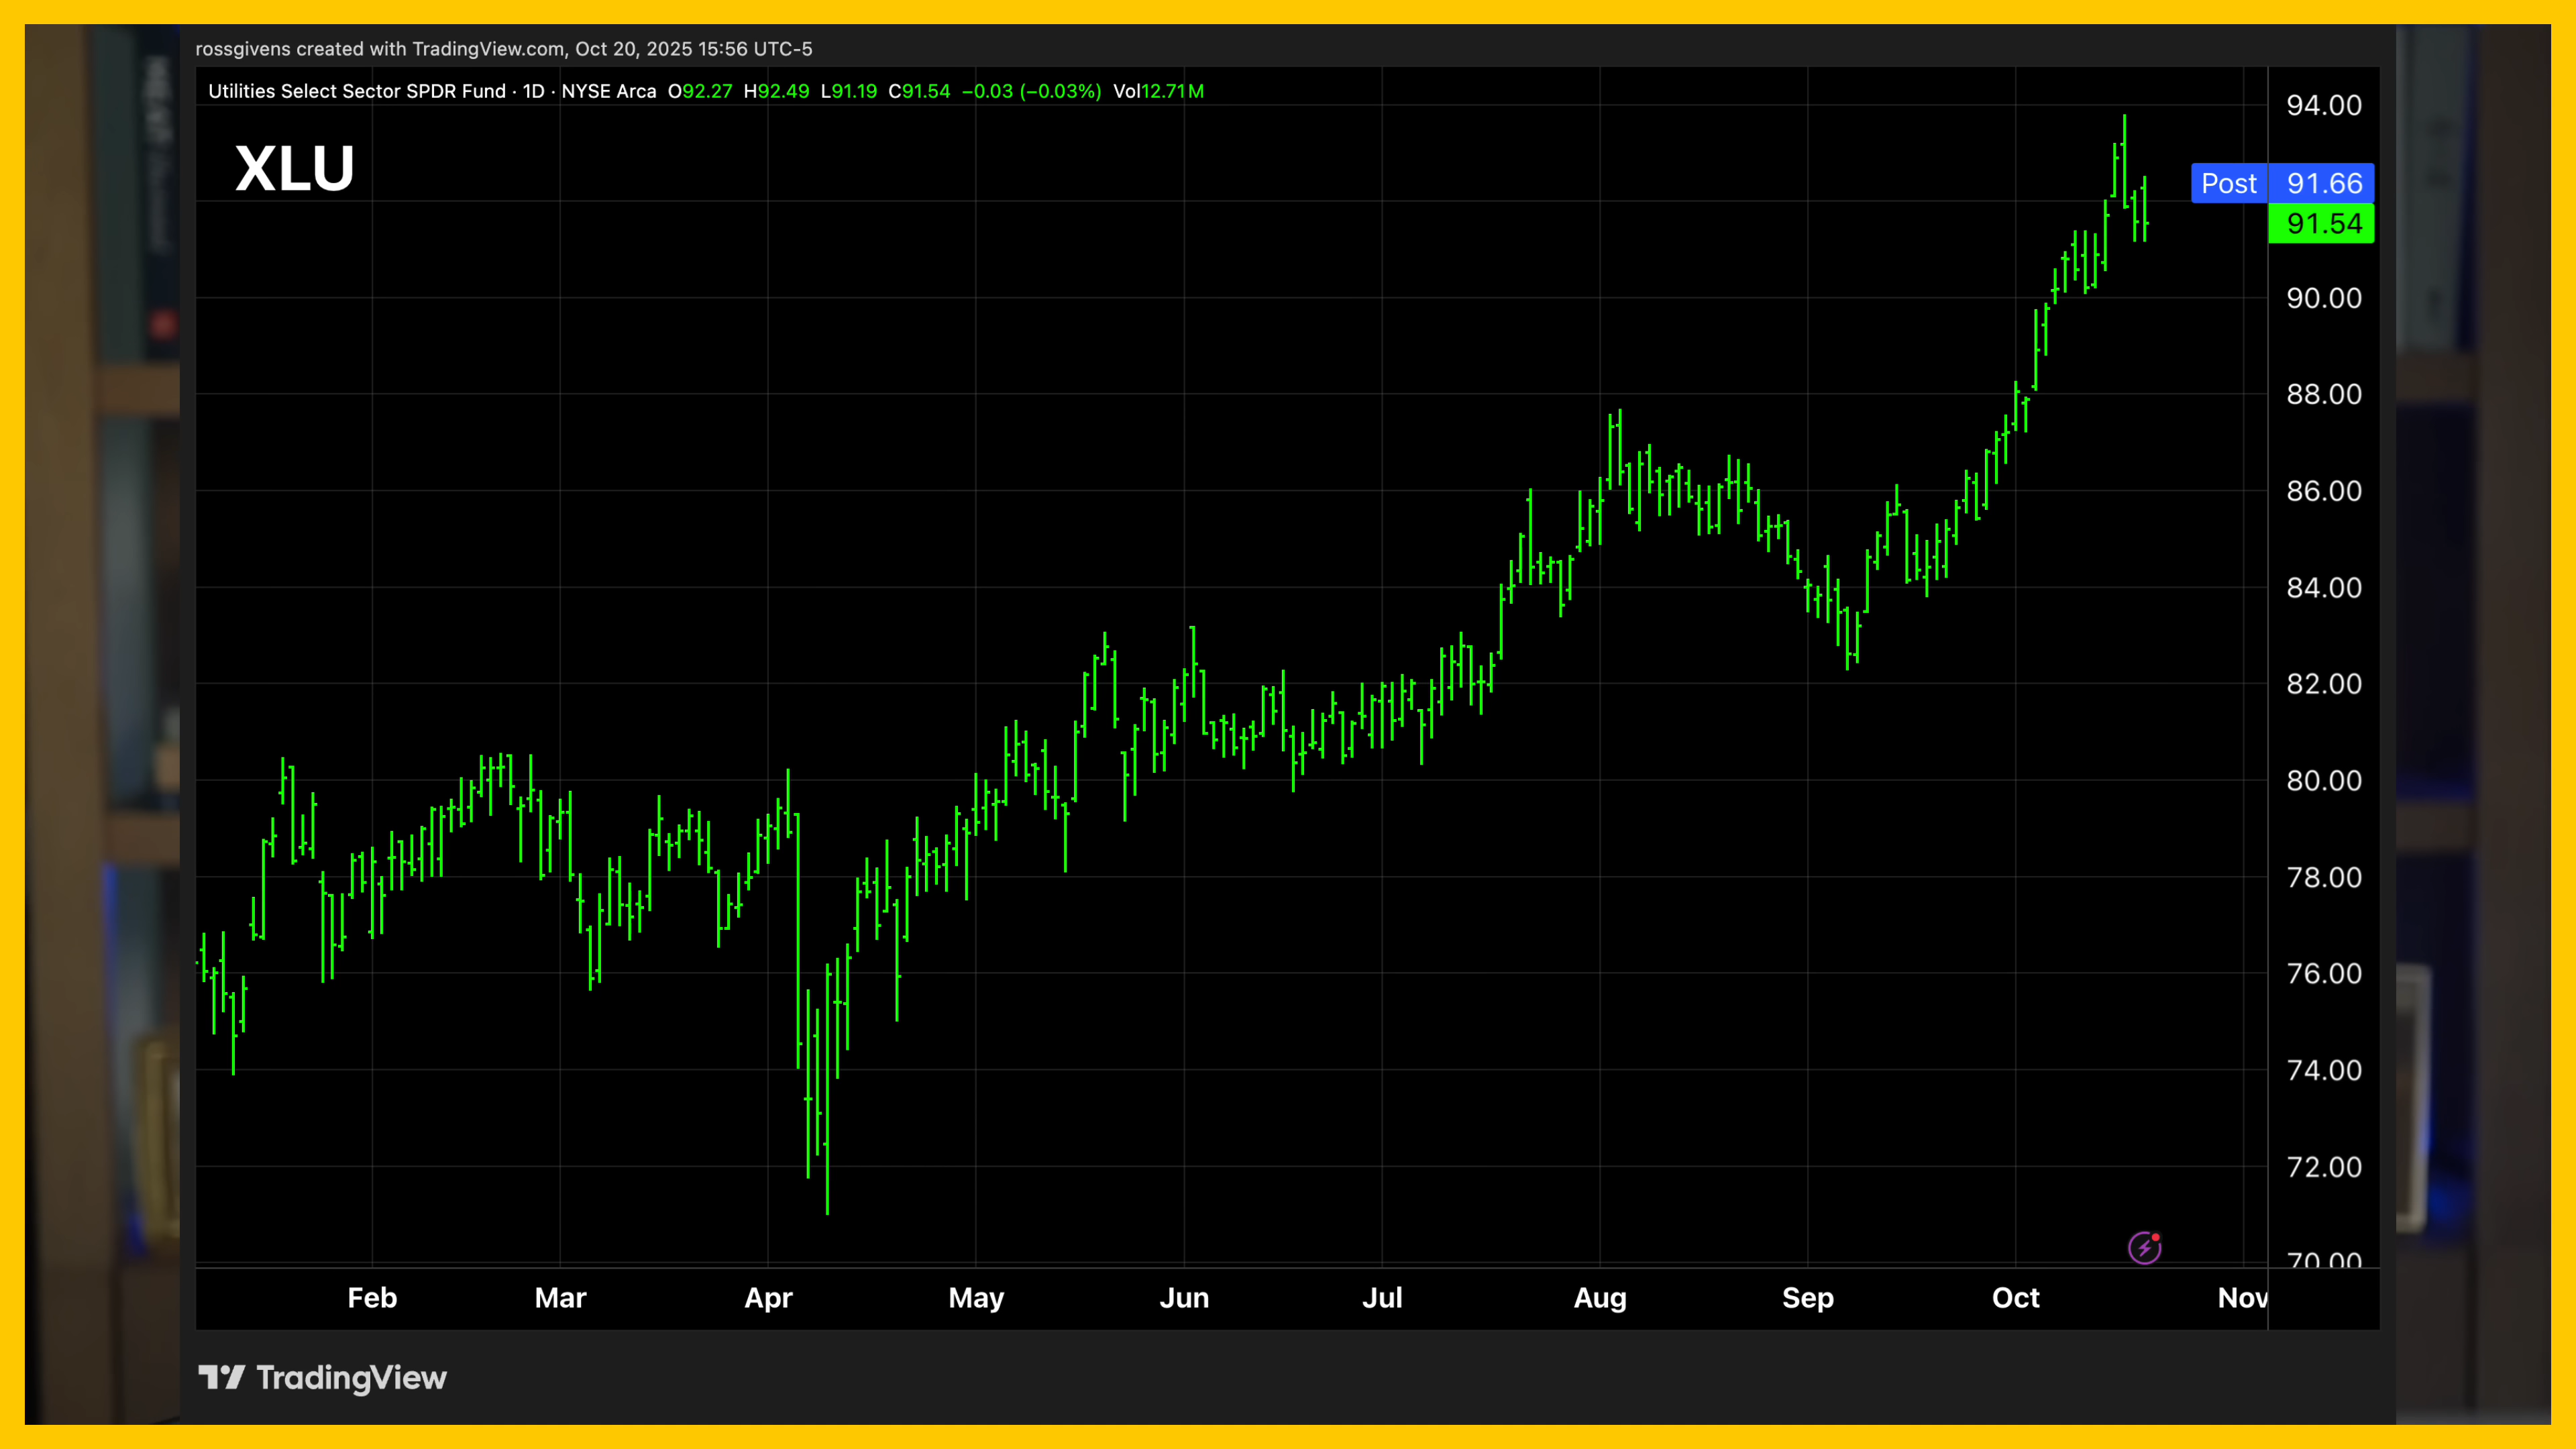 rossgivens created with TradingView.com, Oct 20, 2025 15:56 UTC-5
Utilities Select Sector SPDR Fund · 1D · NYSE Arca O92.27 H92.49 L91.19 C91.54 −0.03 (−0.03%) Vol12.71M
XLU
94.00
Post 91.66
91.54
90.00
88.00
86.00
84.00
82.00
80.00
78.00
76.00
74.00
72.00
70.00
Feb Mar Apr May Jun Jul Aug Sep Oct Nov
TradingView